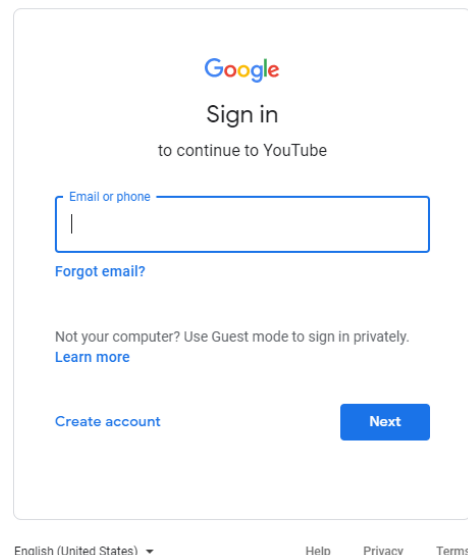 Google
Sign in
to continue to YouTube
Email or phone
Forgot email?
Not your computer? Use Guest mode to sign in privately.
Learn more
Create account Next
English (United States) Help Privacy Terms